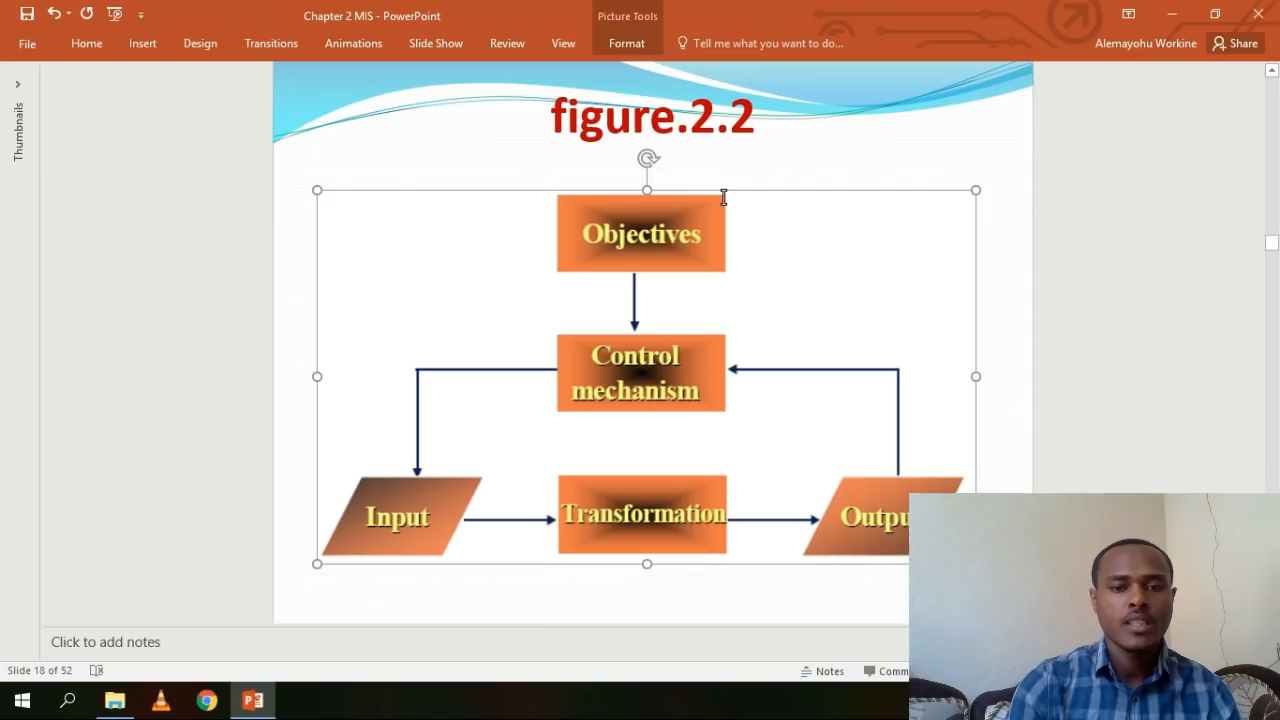 Chapter 2 MIS - PowerPoint
Picture Tools
File
Home
Insert
Design
Transitions
Animations
Slide Show
Review
View
Format
Tell me what you want to do...
Alemayohu Workine
Share
Thumbnails
figure.2.2
Objectives
Control
mechanism
Input
Transformation
Outpu
Click to add notes
Slide 18 of 52
Notes
Comm